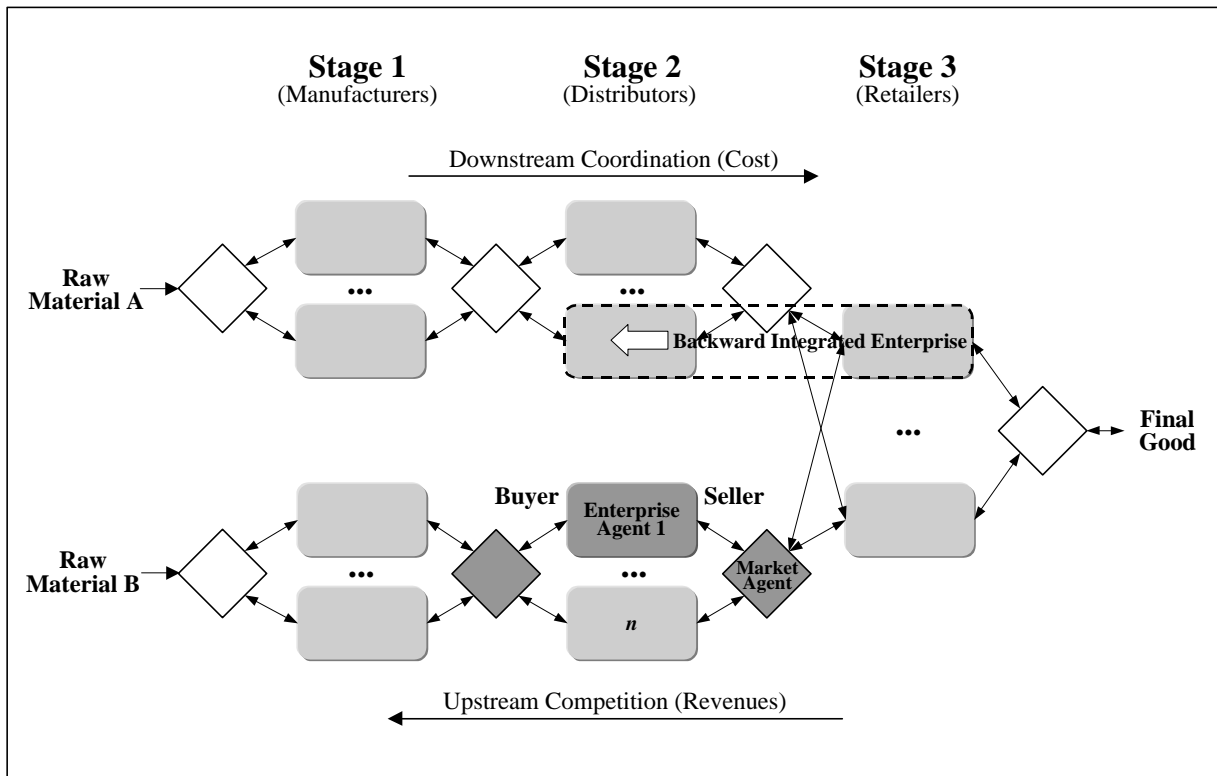 Stage 1
(Manufacturers)
Stage 2
(Distributors)
Stage 3
(Retailers)
Downstream Coordination (Cost)
Raw
Material A
...
...
Backward Integrated Enterprise
...
Final
Good
Buyer
Enterprise
Agent 1
Seller
Raw
Material B
...
...
Market
Agent
n
Upstream Competition (Revenues)